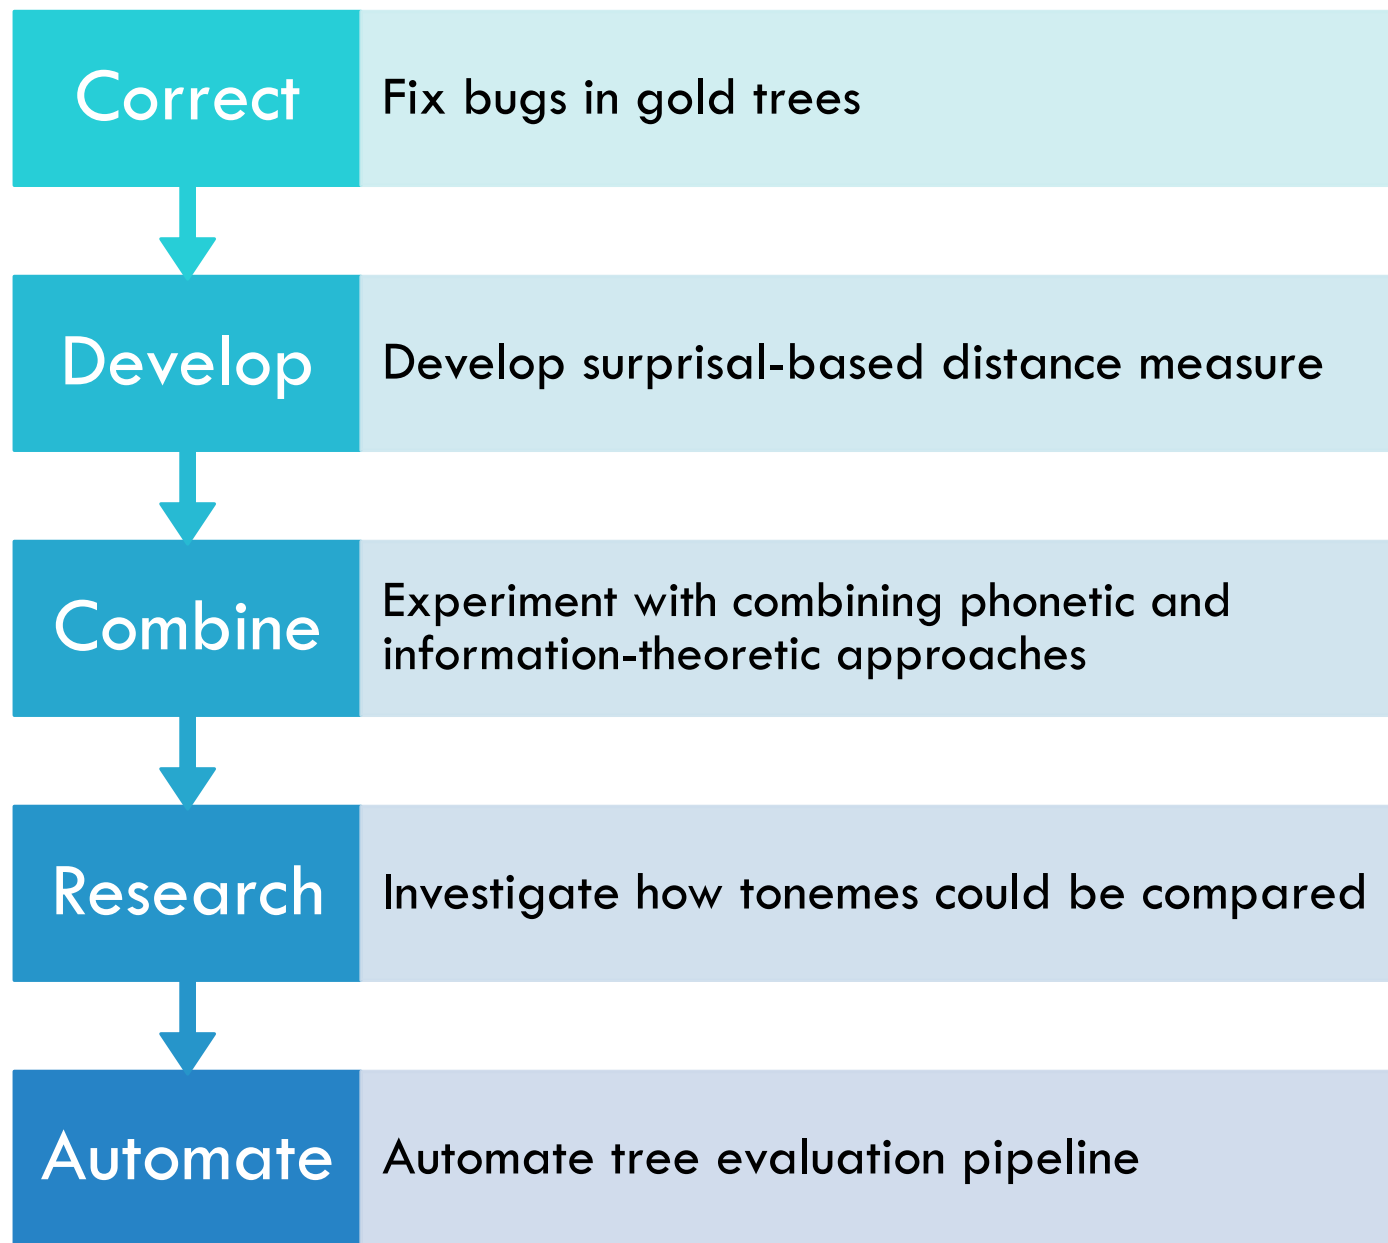 Correct
Fix bugs in gold trees
Develop
Develop surprisal-based distance measure
Combine
Experiment with combining phonetic and
information-theoretic approaches
Research
Investigate how tonemes could be compared
Automate
Automate tree evaluation pipeline